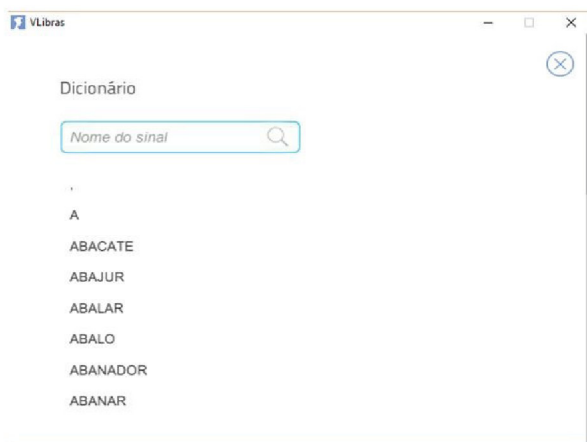 VLibras
Dicionário
Nome do sinal
,
A
ABACATE
ABAJUR
ABALAR
ABALO
ABANADOR
ABANAR